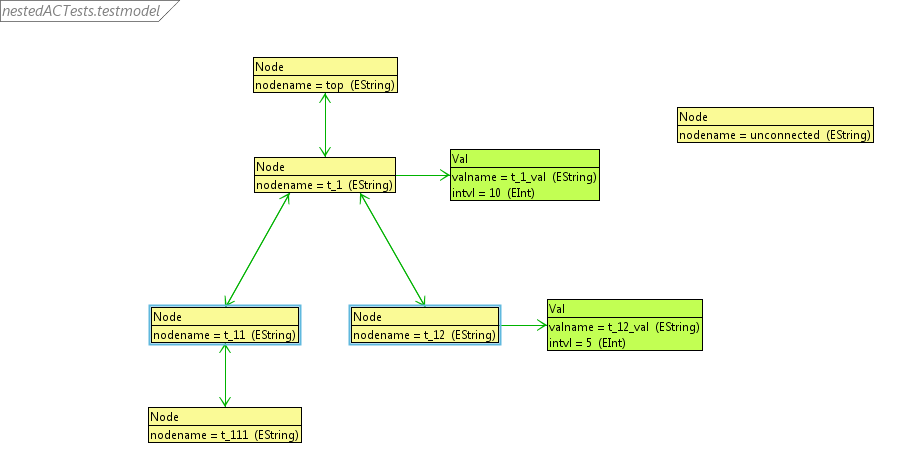 nestedACTests.testmodel
Node
nodename = top (EString)
Node
nodename = unconnected (EString)
Node
nodename = t_1 (EString)
Val
valname = t_1_val (EString)
intvl = 10 (EInt)
Node
nodename = t_11 (EString)
Node
nodename = t_12 (EString)
Val
valname = t_12_val (EString)
intvl = 5 (EInt)
Node
nodename = t_111 (EString)